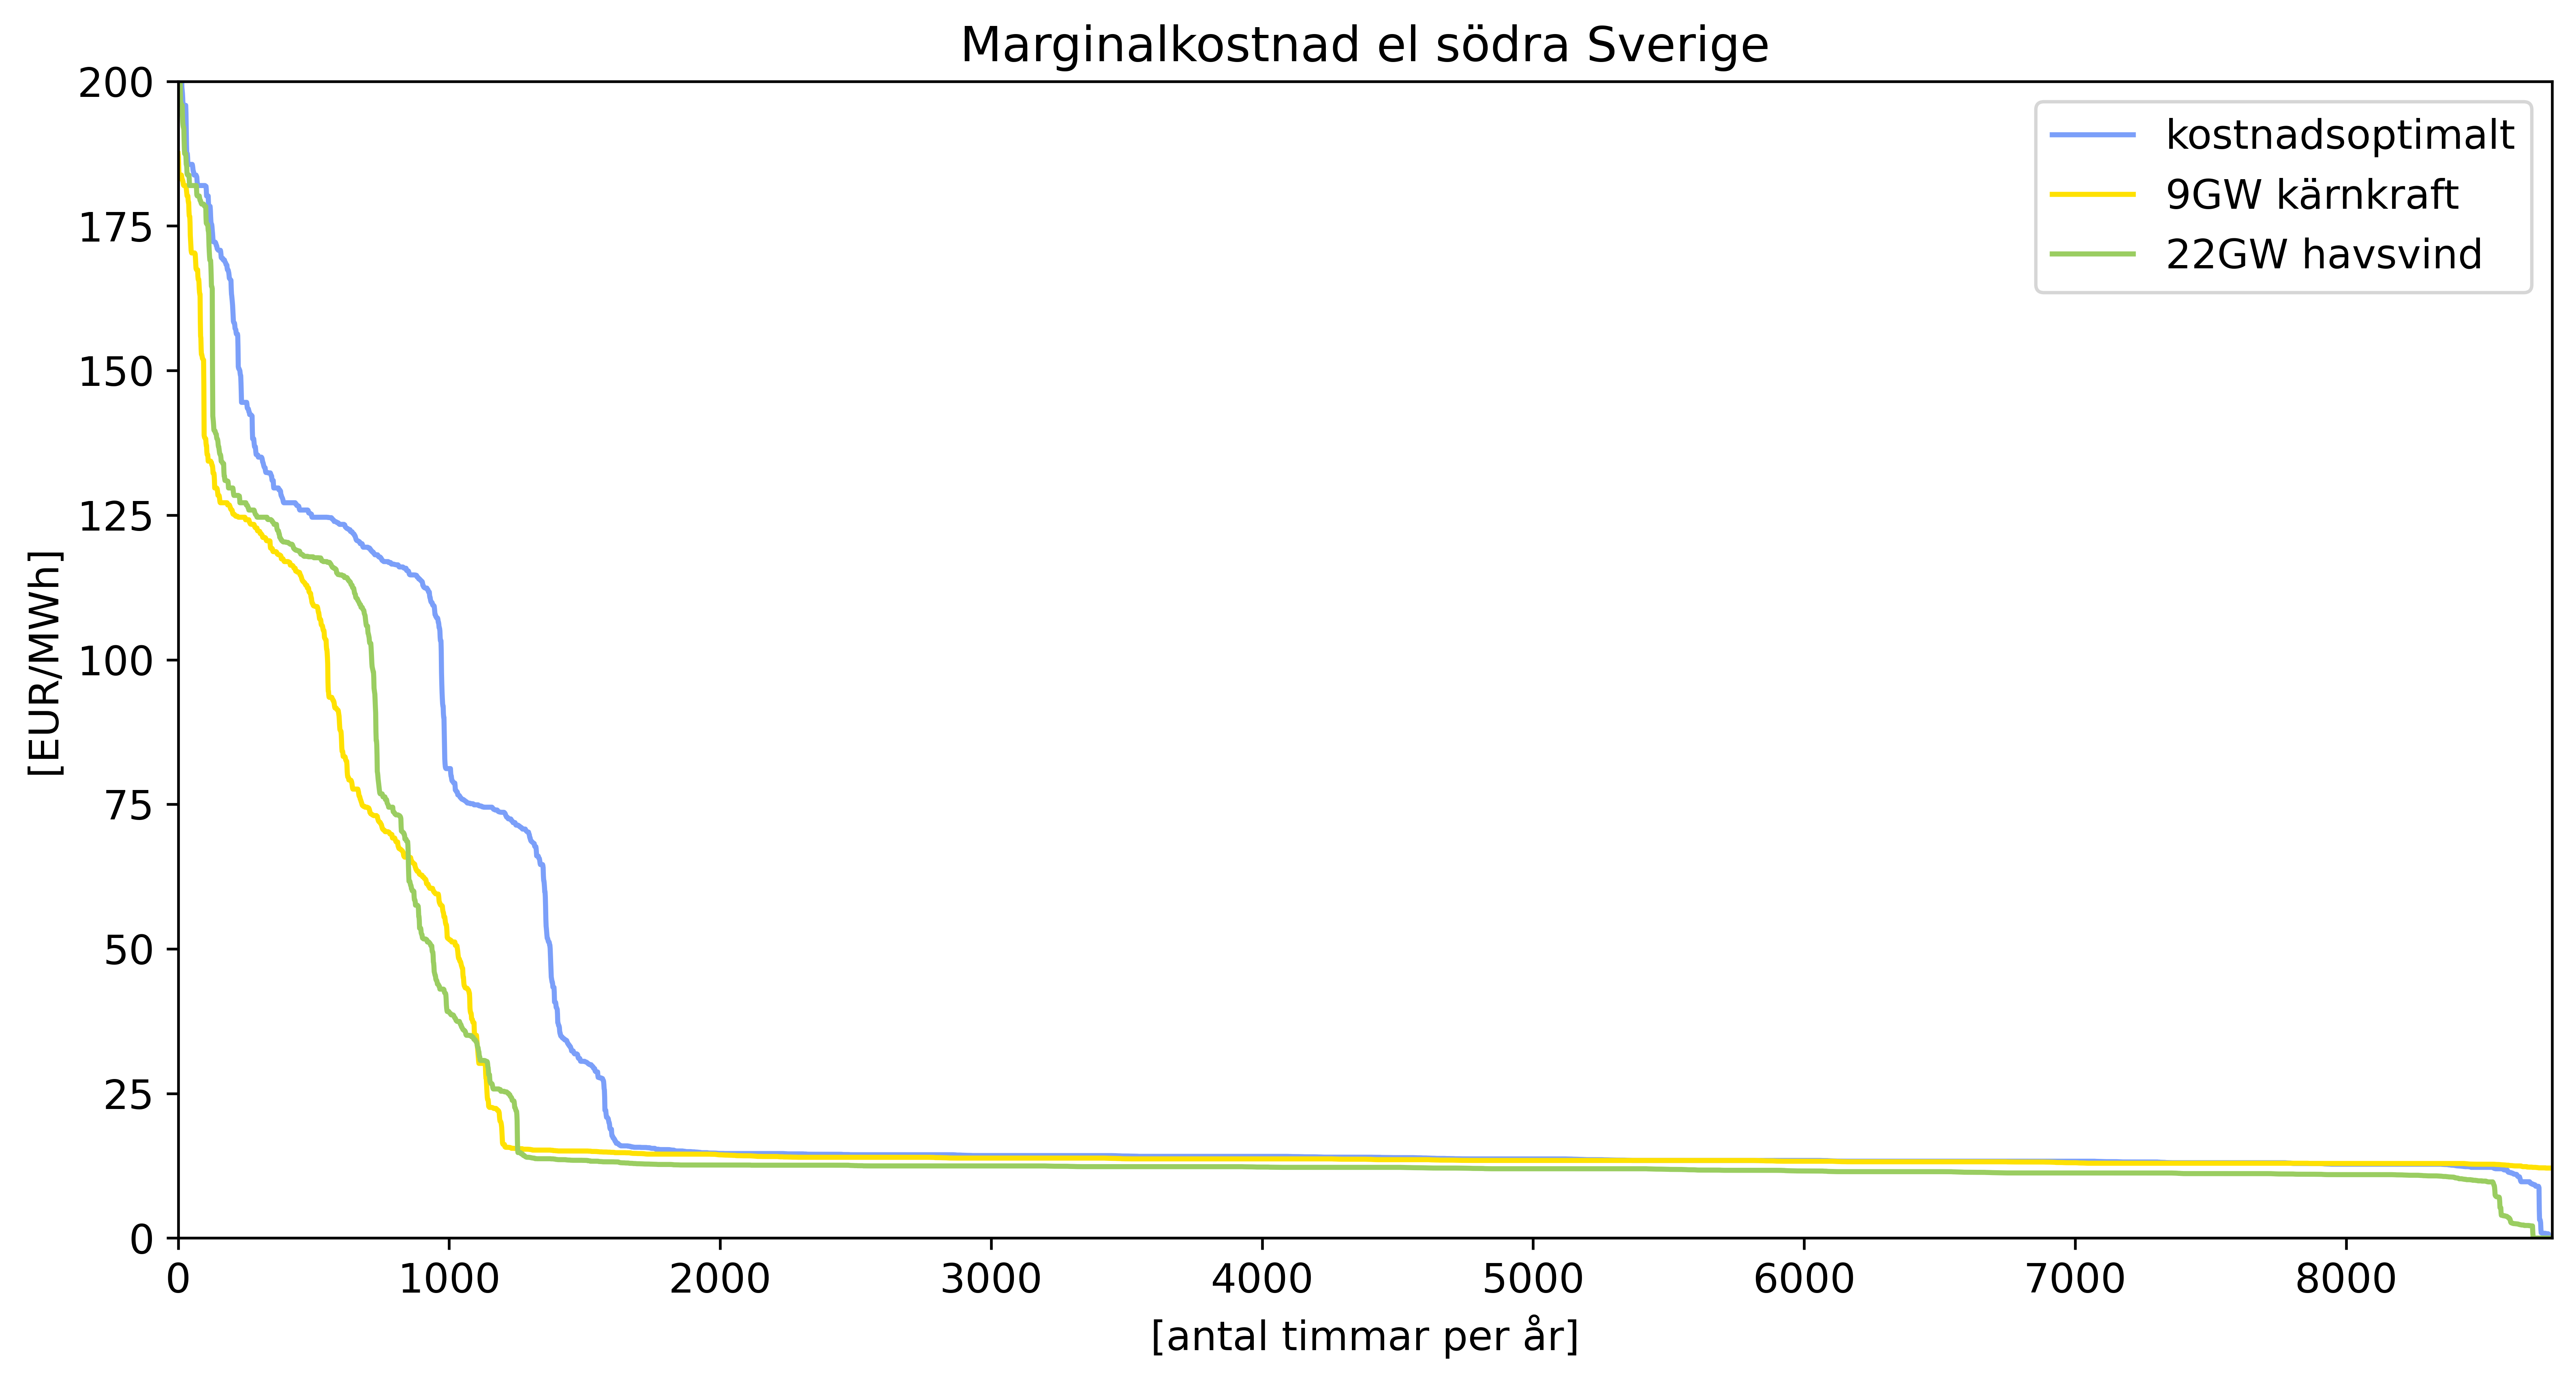 Marginalkostnad el södra Sverige
200
175
150
125
100
75
50
25
0
[EUR/MWh]
kostnadsoptimalt
9GW kärnkraft
22GW havsvind
0 1000 2000 3000 4000 5000 6000 7000 8000
[antal timmar per år]